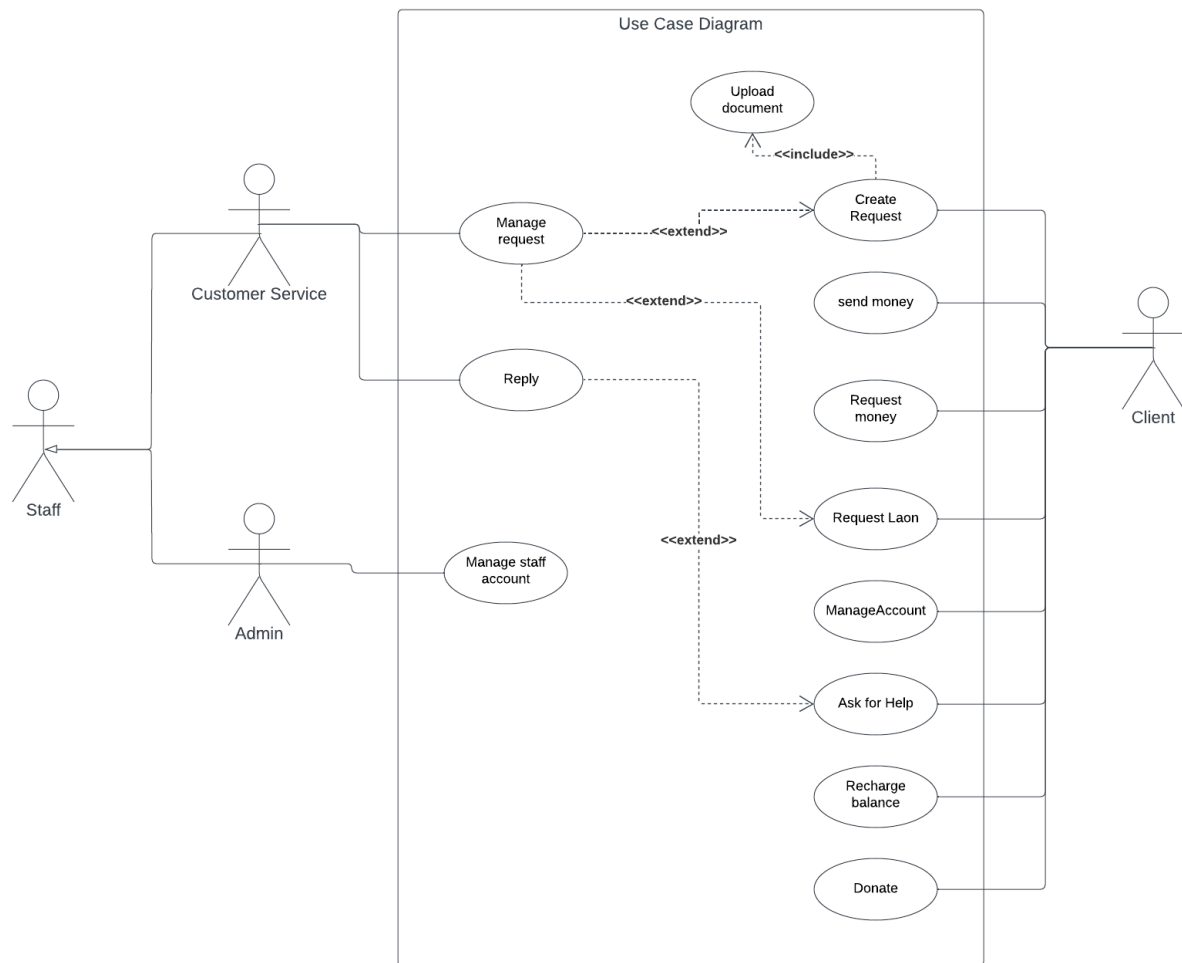 Use Case Diagram
Upload
document
<<include>>
Create
Request
Manage
request
<<extend>>
Customer Service
<<extend>>
send money
Reply
Request
money
Client
Staff
Request Laon
<<extend>>
Manage staff
account
ManageAccount
Admin
Ask for Help
Recharge
balance
Donate